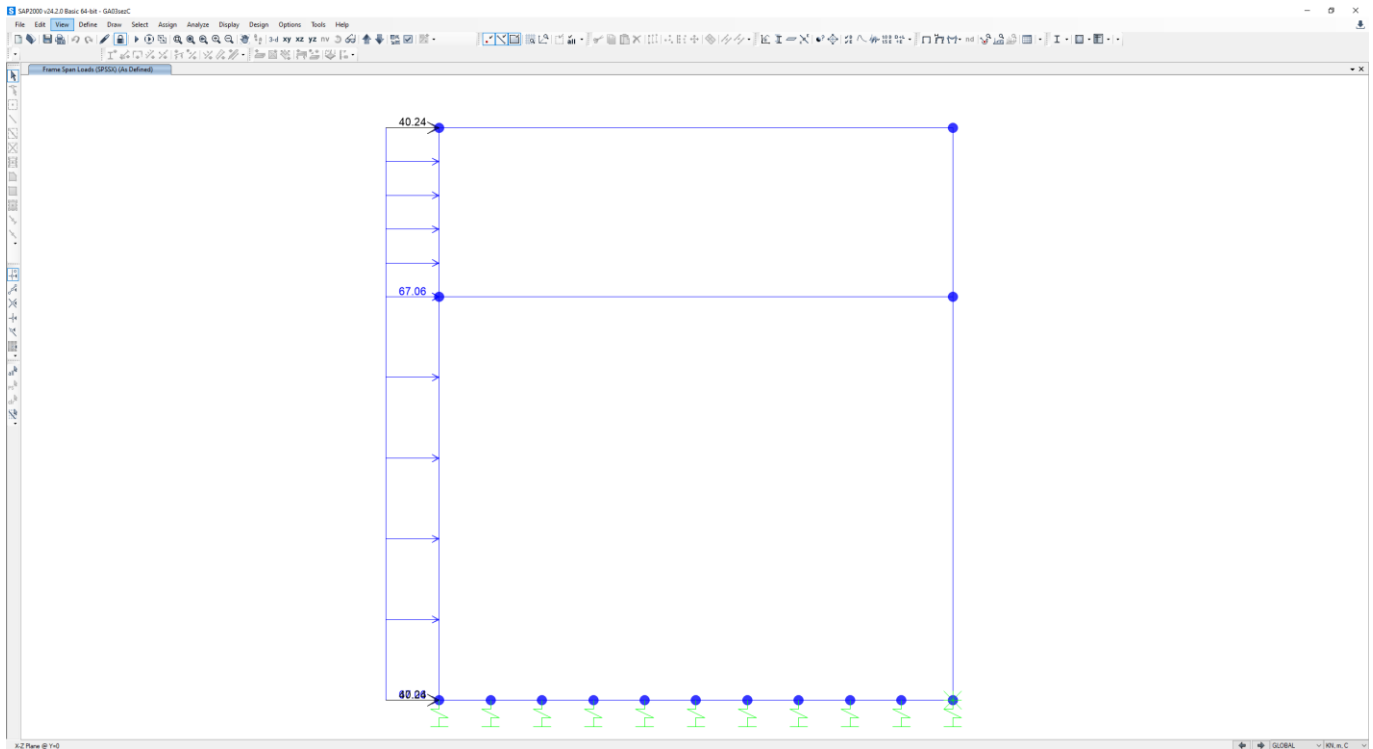 SAP2000 v24.2.0 Basic 64-bit - GA03sezC
File Edit View Define Draw Select Assign Analyze Display Design Options Tools Help
3-d xy xz yz nv
nd
Frame Span Loads (SPSSX) (As Defined)
40.24
67.06
X-Z Plane @ Y=0
GLOBAL
KN, m, C